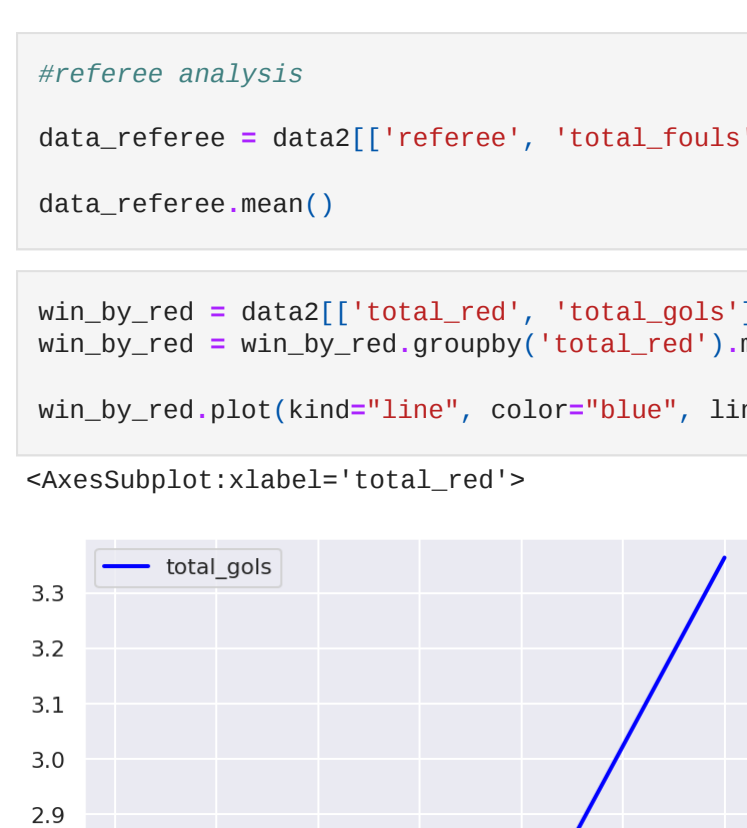 #referee analysis
data_referee = data2[['referee', 'total_fouls'
data_referee.mean()
win_by_red = data2[['total_red', 'total_gols']
win_by_red = win_by_red.groupby('total_red').m
win_by_red.plot(kind="line", color="blue", lin
<AxesSubplot:xlabel='total_red'>
total_gols
3.3
3.2
3.1
3.0
2.9